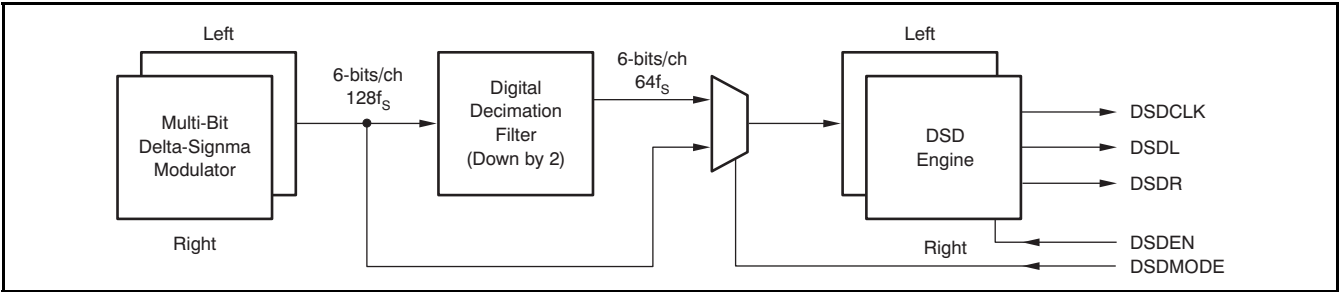 Left
Multi-Bit
Delta-Signma
Modulator
Right
6-bits/ch
128fS
Digital
Decimation
Filter
(Down by 2)
6-bits/ch
64fS
Left
DSD
Engine
Right
DSDCLK
DSDL
DSDR
DSDEN
DSDMODE